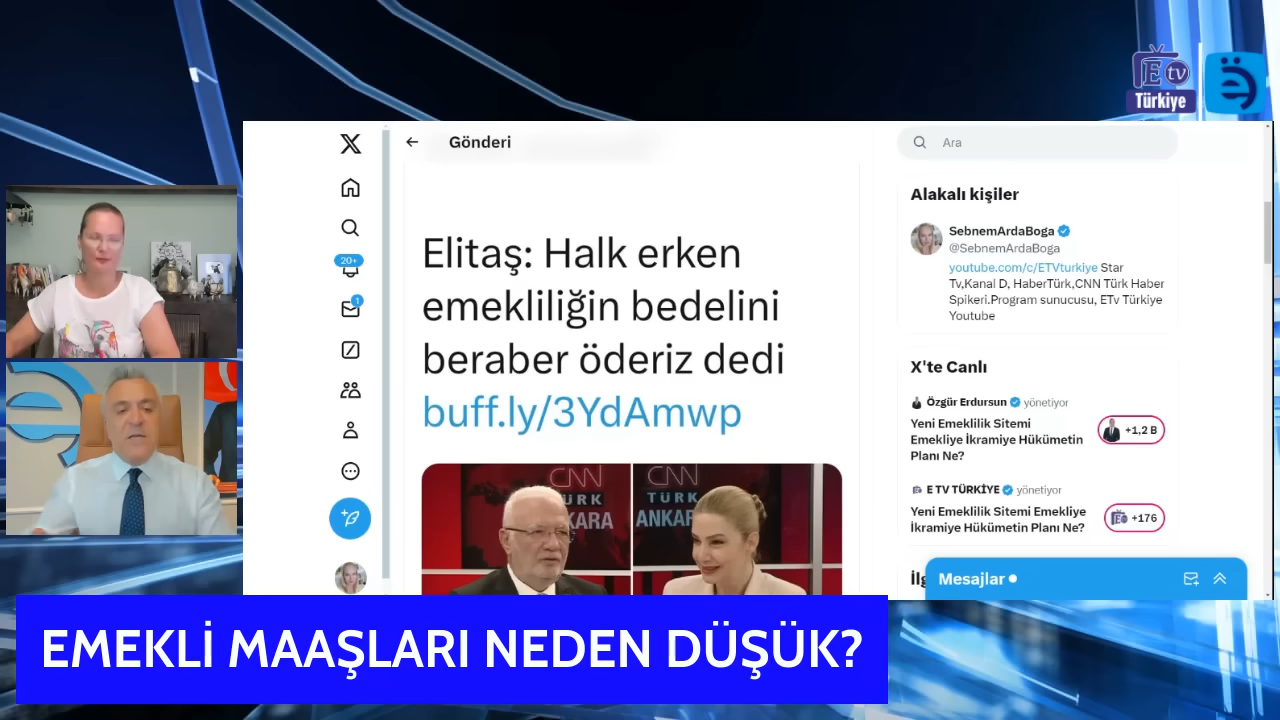 E tv
Türkiye
Gönderi
Ara
Alakalı kişiler
SebnemArdaBoga
@SebnemArdaBoga
youtube.com/c/ETVturkiye Star
Tv,Kanal D, HaberTürk,CNN Türk Haber
Spikeri.Program sunucusu, ETv Türkiye
Youtube
20+
1
Elitaş: Halk erken
emekliliğin bedelini
beraber öderiz dedi
buff.ly/3YdAmwp
X'te Canlı
Özgür Erdursun yönetiyor
Yeni Emeklilik Sitemi
Emekliye İkramiye Hükümetin
Planı Ne?
+1,2 B
E TV TÜRKİYE yönetiyor
Yeni Emeklilik Sitemi Emekliye
İkramiye Hükümetin Planı Ne?
+176
CNN
TÜRK
ANKARA
CNN
TÜRK
ANKARA
İlg
Mesajlar
EMEKLİ MAAŞLARI NEDEN DÜŞÜK?